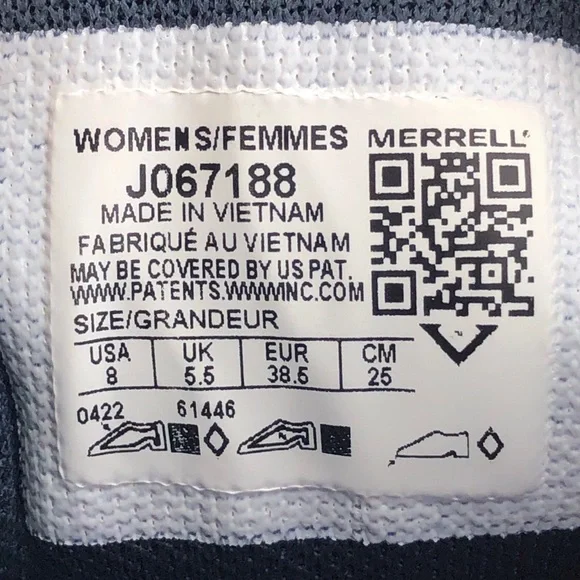 WOMENS/FEMMES MERRELL
J067188
MADE IN VIETNAM
FABRIQUÉ AU VIETNAM
MAY BE COVERED BY US PAT.
WWW.PATENTS.WWWINC.COM
SIZE/GRANDEUR
USA UK EUR CM
8 5.5 38.5 25
0422 61446